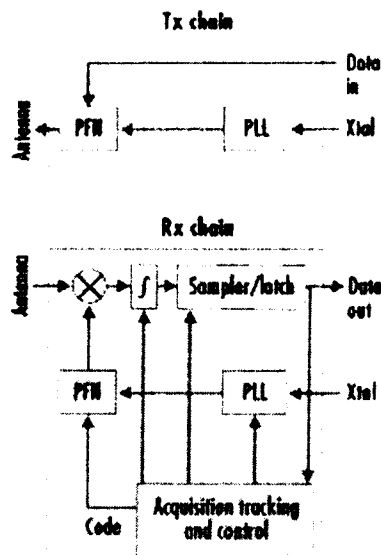 Tx chain
Data
in
Antenna
PFN
PLL
Xtal
Rx chain
Antenna
∫
Sampler/latch
Data
out
PFN
PLL
Xtal
Code
Acquisition tracking
and control